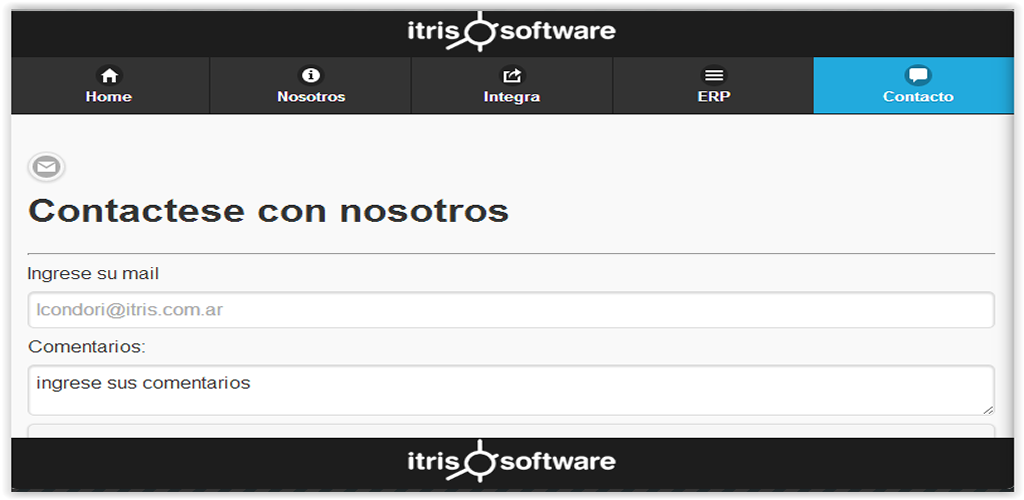 itris software
Home Nosotros Integra ERP Contacto
Contactese con nosotros
Ingrese su mail
lcondori@itris.com.ar
Comentarios:
ingrese sus comentarios
itris software